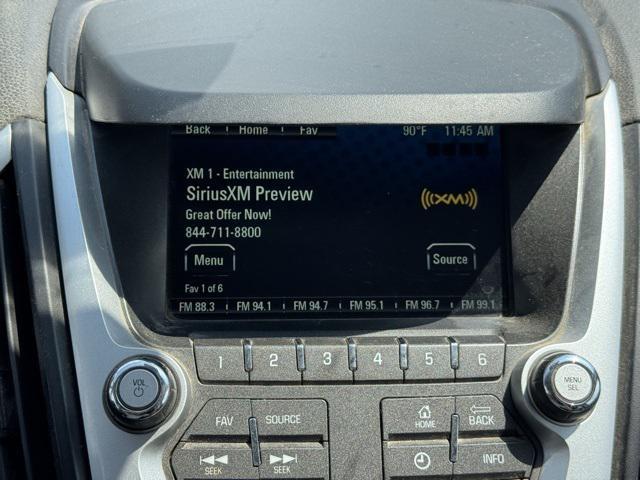 Back Home Fav 90°F 11:45 AM
XM 1 - Entertainment
SiriusXM Preview
((XM))
Great Offer Now!
844-711-8800
Menu Source
Fav 1 of 6
FM 88.3 FM 94.1 FM 94.7 FM 95.1 FM 96.7 FM 99.1
1 2 3 4 5 6
VOL
MENU
SEL
FAV SOURCE
HOME BACK
SEEK SEEK
INFO